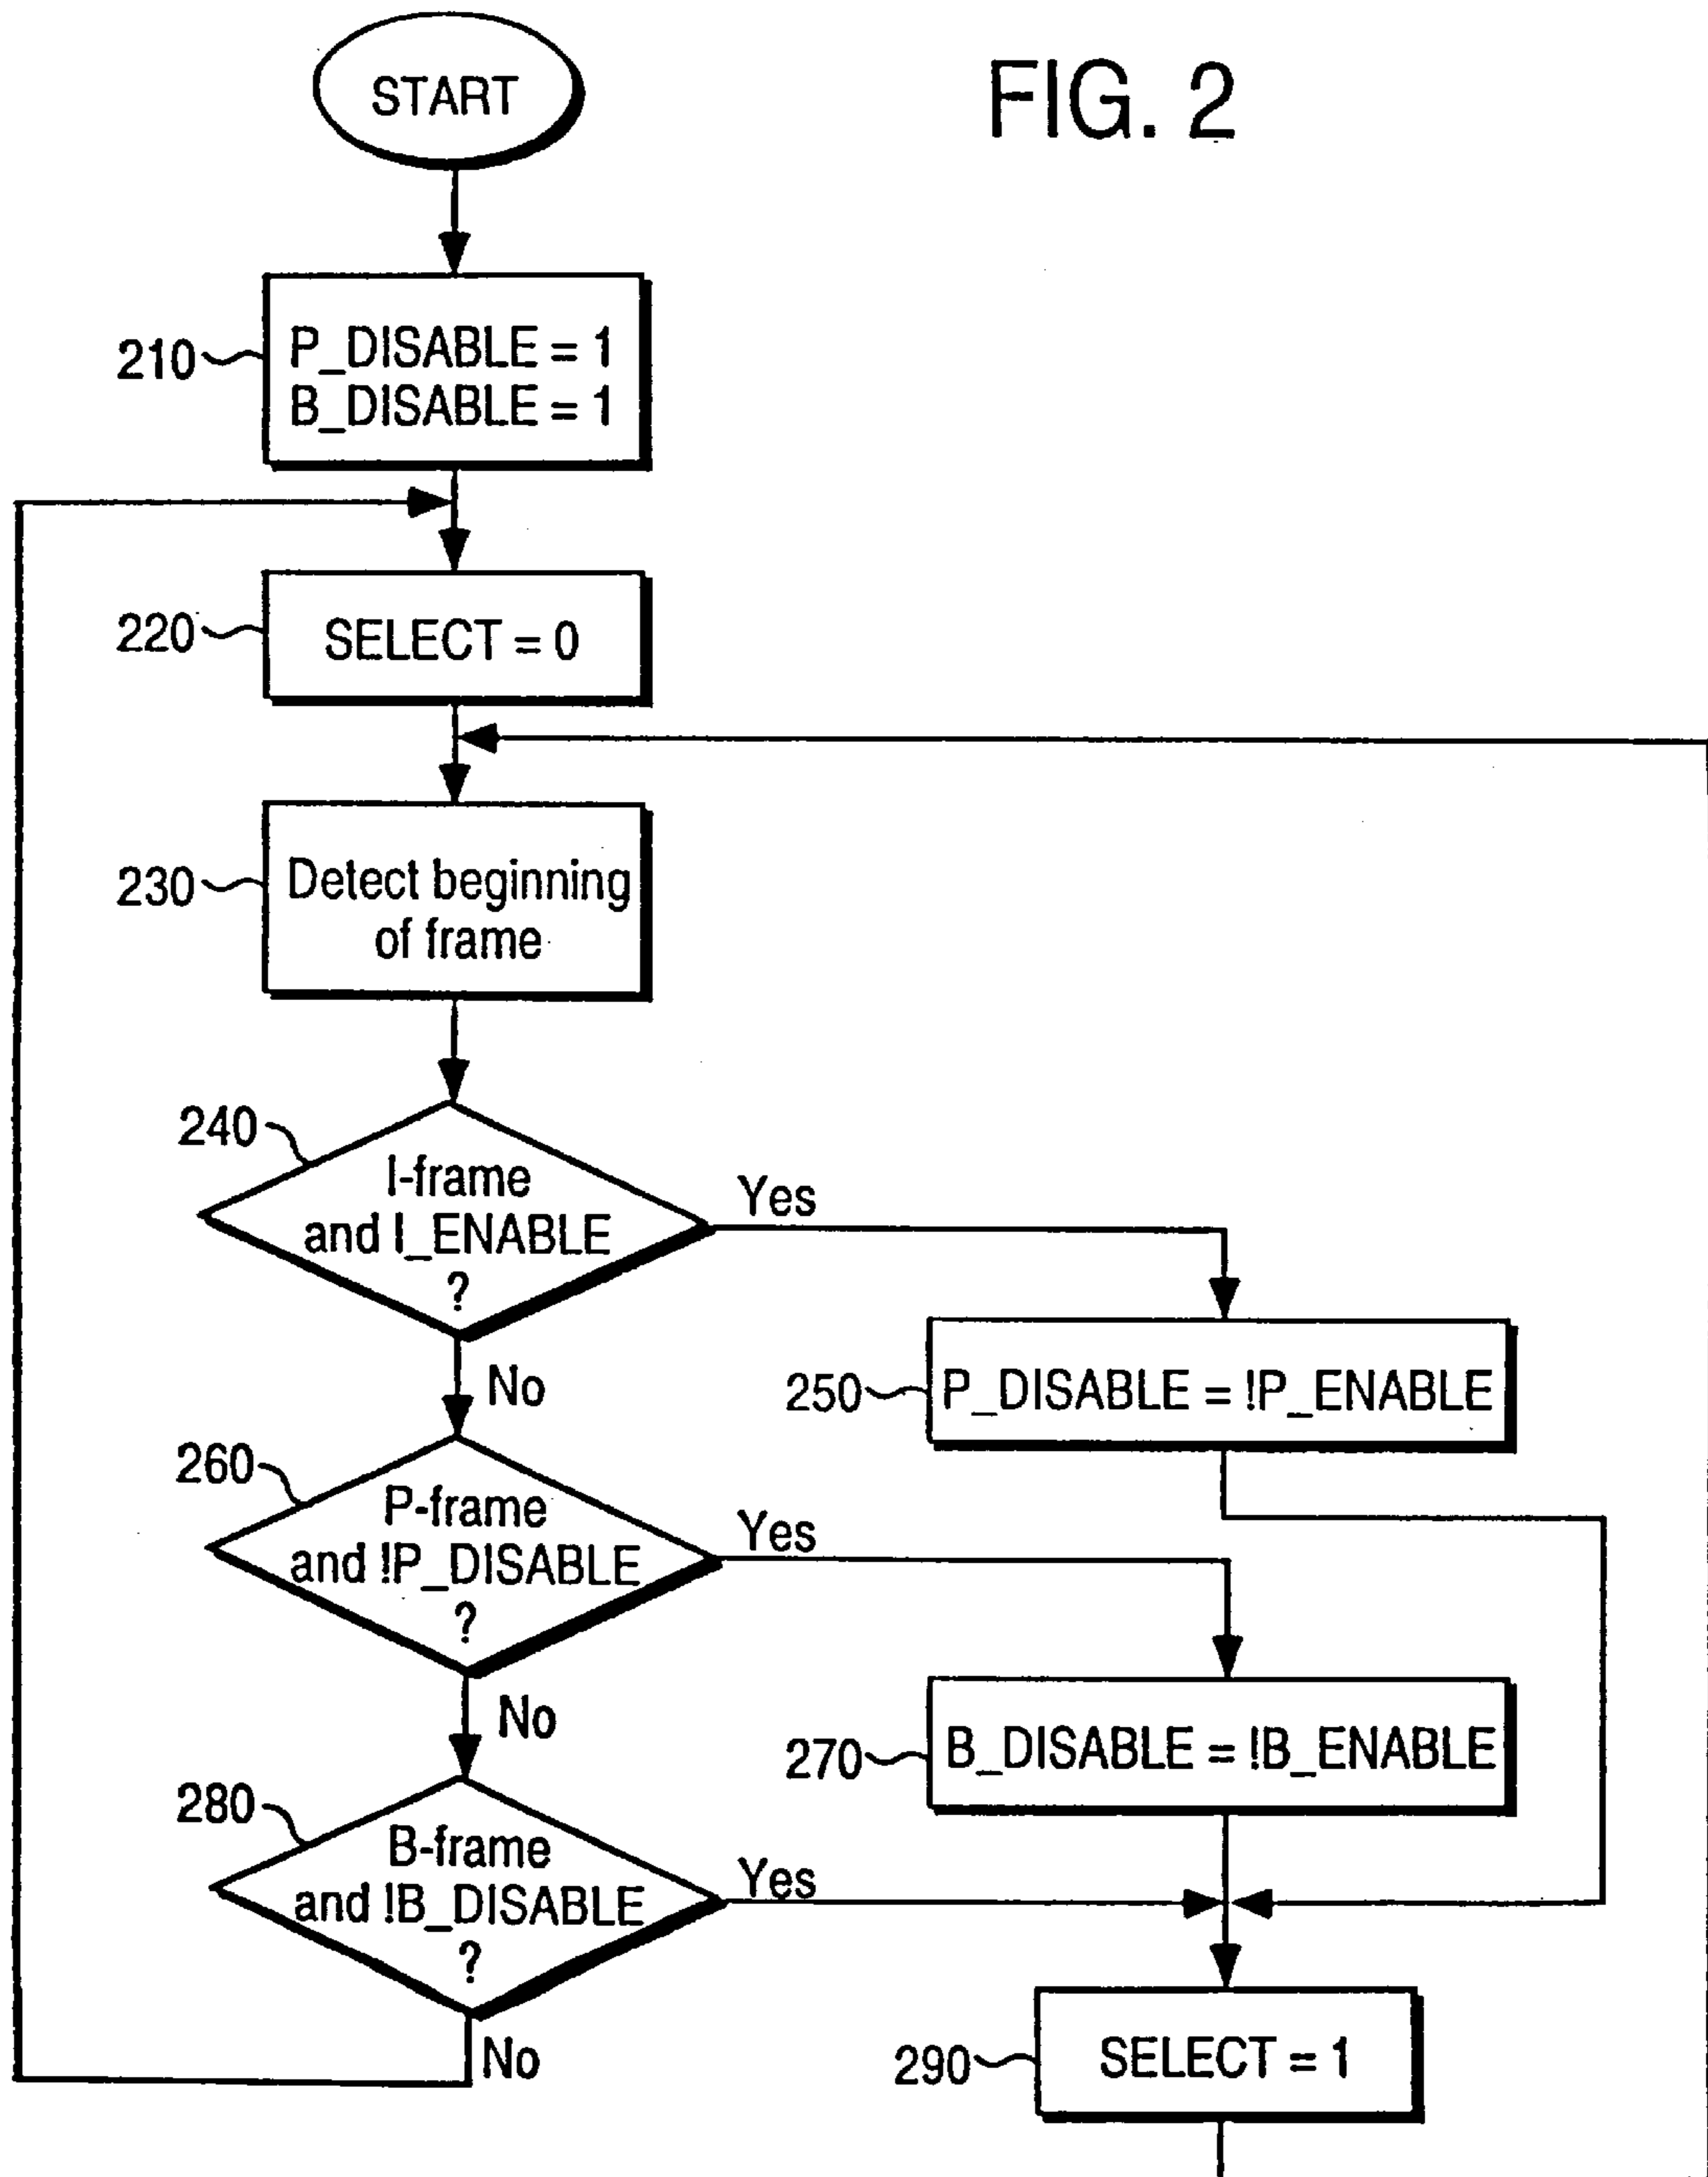 START
FIG. 2
210
P_DISABLE = 1
B_DISABLE = 1
220
SELECT = 0
230
Detect beginning
of frame
240
I-frame
and I_ENABLE
?
Yes
No
250
P_DISABLE = !P_ENABLE
260
P-frame
and !P_DISABLE
?
Yes
No
270
B_DISABLE = !B_ENABLE
280
B-frame
and !B_DISABLE
?
Yes
No
290
SELECT = 1